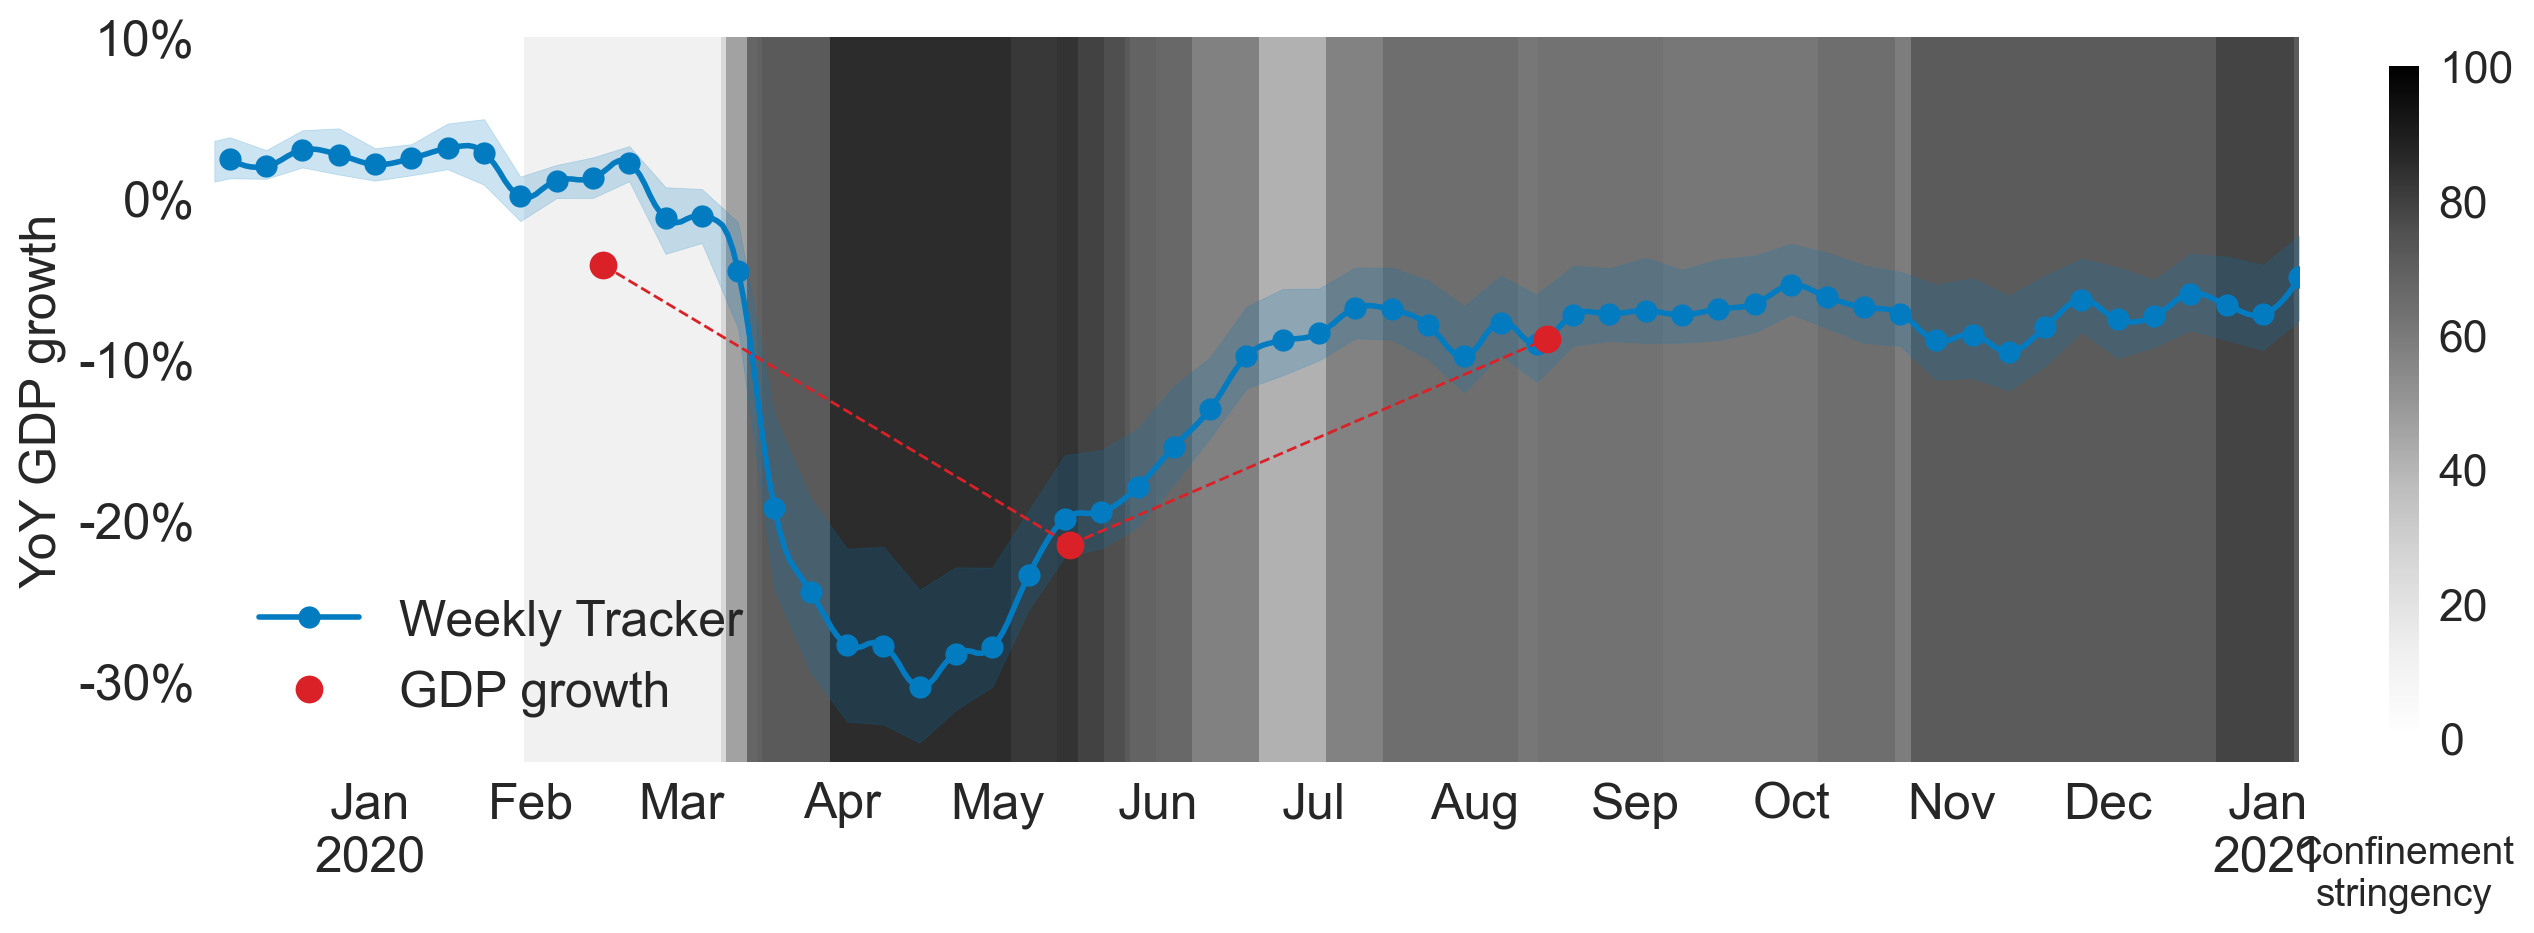 10%
0%
-10%
-20%
-30%
YoY GDP growth
Weekly Tracker
GDP growth
Jan
2020
Feb
Mar
Apr
May
Jun
Jul
Aug
Sep
Oct
Nov
Dec
Jan
2021
100
80
60
40
20
0
Confinement
stringency